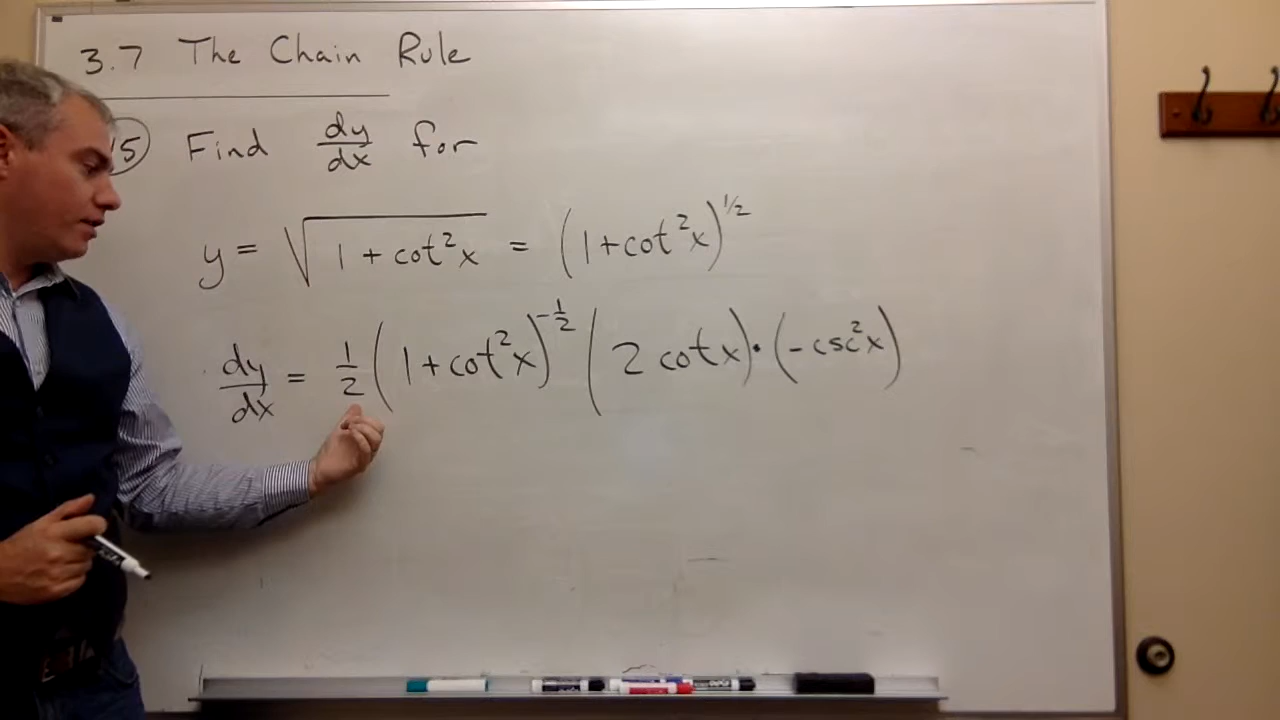 3.7 The Chain Rule
15 Find dy/dx for
y = √(1 + cot²x) = (1+cot²x)^1/2
dy/dx = 1/2 (1+cot²x)^-1/2 (2 cotx)·(-csc²x)